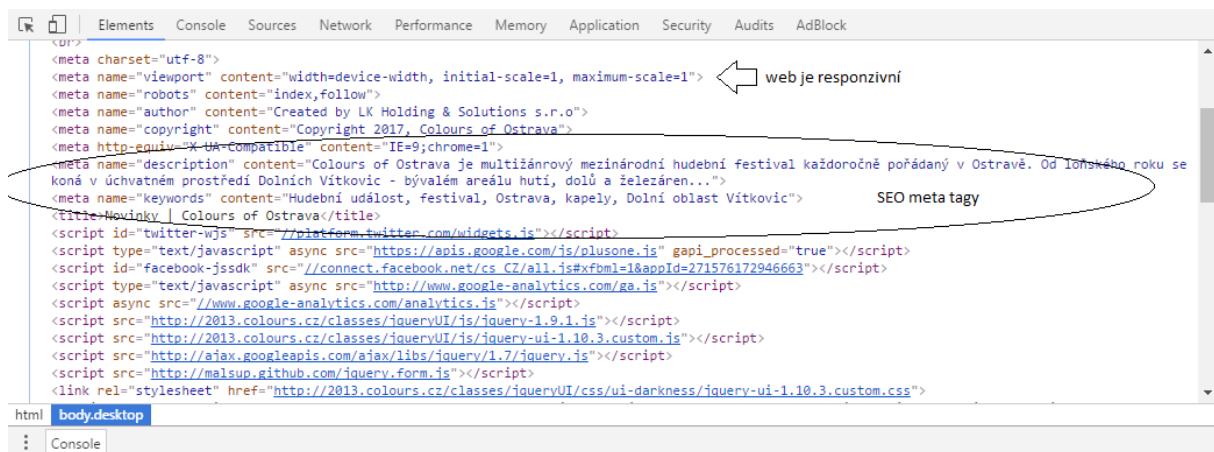 Elements Console Sources Network Performance Memory Application Security Audits AdBlock
<br>
<meta charset="utf-8">
<meta name="viewport" content="width=device-width, initial-scale=1, maximum-scale=1"> web je responzivní
<meta name="robots" content="index,follow">
<meta name="author" content="Created by LK Holding & Solutions s.r.o">
<meta name="copyright" content="Copyright 2017, Colours of Ostrava">
<meta http-equiv="X-UA-Compatible" content="IE=9;chrome=1">
<meta name="description" content="Colours of Ostrava je multižánrový mezinárodní hudební festival každoročně pořádaný v Ostravě. Od loňského roku se
koná v úchvatném prostředí Dolních Vítkovic - bývalém areálu hutí, dolů a železáren...">
<meta name="keywords" content="Hudební událost, festival, Ostrava, kapely, Dolní oblast Vítkovic"> SEO meta tagy
<title>Novinky | Colours of Ostrava</title>
<script id="twitter-wjs" src="//platform.twitter.com/widgets.js"></script>
<script type="text/javascript" async src="https://apis.google.com/js/plusone.js" gapi_processed="true"></script>
<script id="facebook-jssdk" src="//connect.facebook.net/cs_CZ/all.js#xfbml=1&appId=271576172946663"></script>
<script type="text/javascript" async src="http://www.google-analytics.com/ga.js"></script>
<script async src="//www.google-analytics.com/analytics.js"></script>
<script src="http://2013.colours.cz/classes/jqueryUI/js/jquery-1.9.1.js"></script>
<script src="http://2013.colours.cz/classes/jqueryUI/js/jquery-ui-1.10.3.custom.js"></script>
<script src="http://ajax.googleapis.com/ajax/libs/jquery/1.7/jquery.js"></script>
<script src="http://malsup.github.com/jquery.form.js"></script>
<link rel="stylesheet" href="http://2013.colours.cz/classes/jqueryUI/css/ui-darkness/jquery-ui-1.10.3.custom.css">
html body.desktop
Console